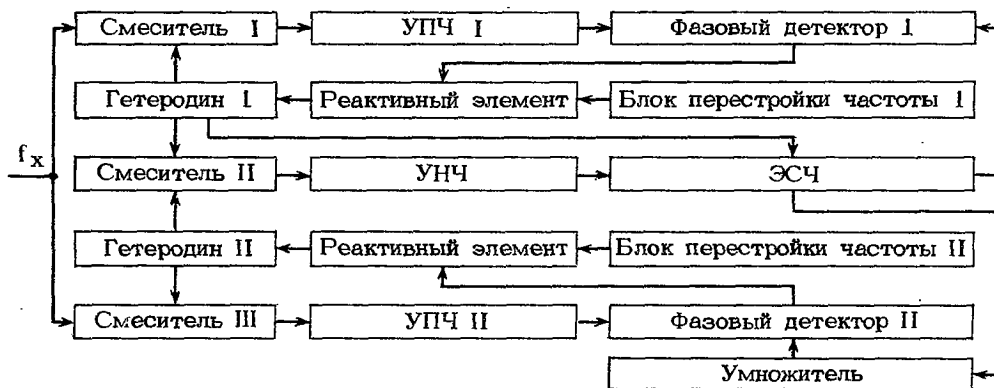 Смеситель I УПЧ I Фазовый детектор I
Гетеродин I Реактивный элемент Блок перестройки частоты I
fx
Смеситель II УНЧ ЭСЧ
Гетеродин II Реактивный элемент Блок перестройки частоты II
Смеситель III УПЧ II Фазовый детектор II
Умножитель